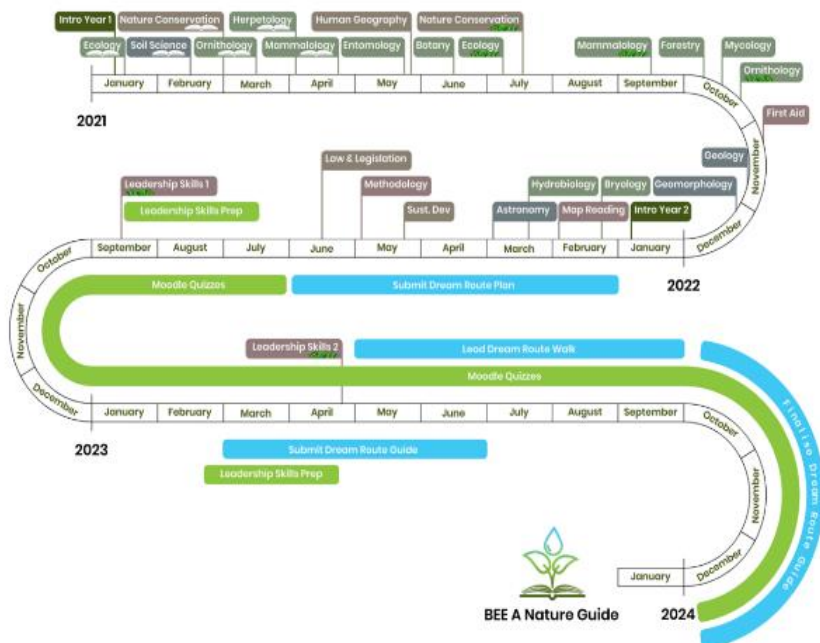 Intro Year 1
Nature Conservation
Herpetology
Human Geography
Nature Conservation
Ecology
Soil Science
Ornithology
Mammalology
Entomology
Botany
Ecology
Mammalology
Forestry
Mycology
Ornithology
First Aid
January
February
March
April
May
June
July
August
September
October
November
December
2021
Geology
Geomorphology
Law & Legislation
Leadership Skills 1
Methodology
Hydrobiology
Bryology
Leadership Skills Prep
Sust. Dev
Astronomy
Map Reading
Intro Year 2
October
September
August
July
June
May
April
March
February
January
November
December
2022
Moodle Quizzes
Submit Dream Route Plan
Leadership Skills 2
Lead Dream Route Walk
Moodle Quizzes
January
February
March
April
May
June
July
August
September
October
November
December
2023
Submit Dream Route Guide
Leadership Skills Prep
Finalise Dream Route Guide
January
BEE A Nature Guide
2024